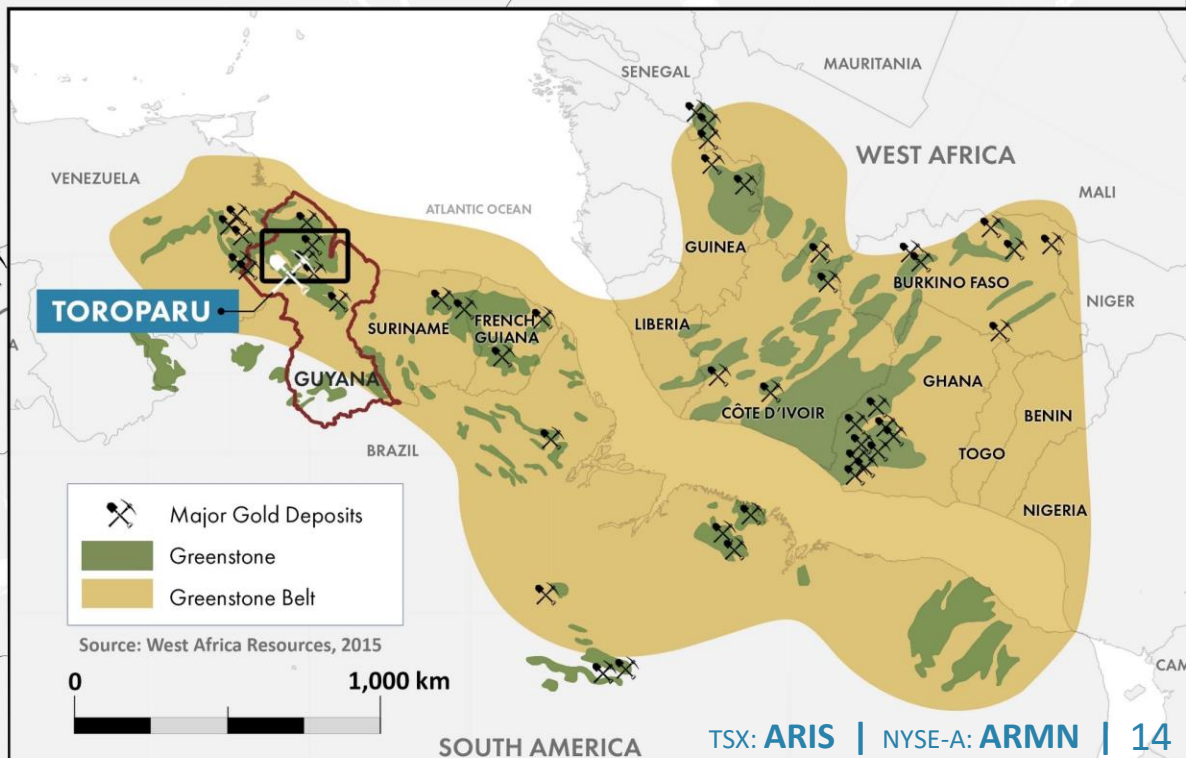 SENEGAL
MAURITANIA
WEST AFRICA
VENEZUELA
MALI
ATLANTIC OCEAN
GUINEA
BURKINO FASO
TOROPARU
NIGER
SURINAME
FRENCH
GUIANA
LIBERIA
GUYANA
GHANA
CÔTE D'IVOIR
BENIN
BRAZIL
TOGO
NIGERIA
Major Gold Deposits
Greenstone
Greenstone Belt
Source: West Africa Resources, 2015
0
1,000 km
CAM
SOUTH AMERICA
TSX: ARIS | NYSE-A: ARMN | 14